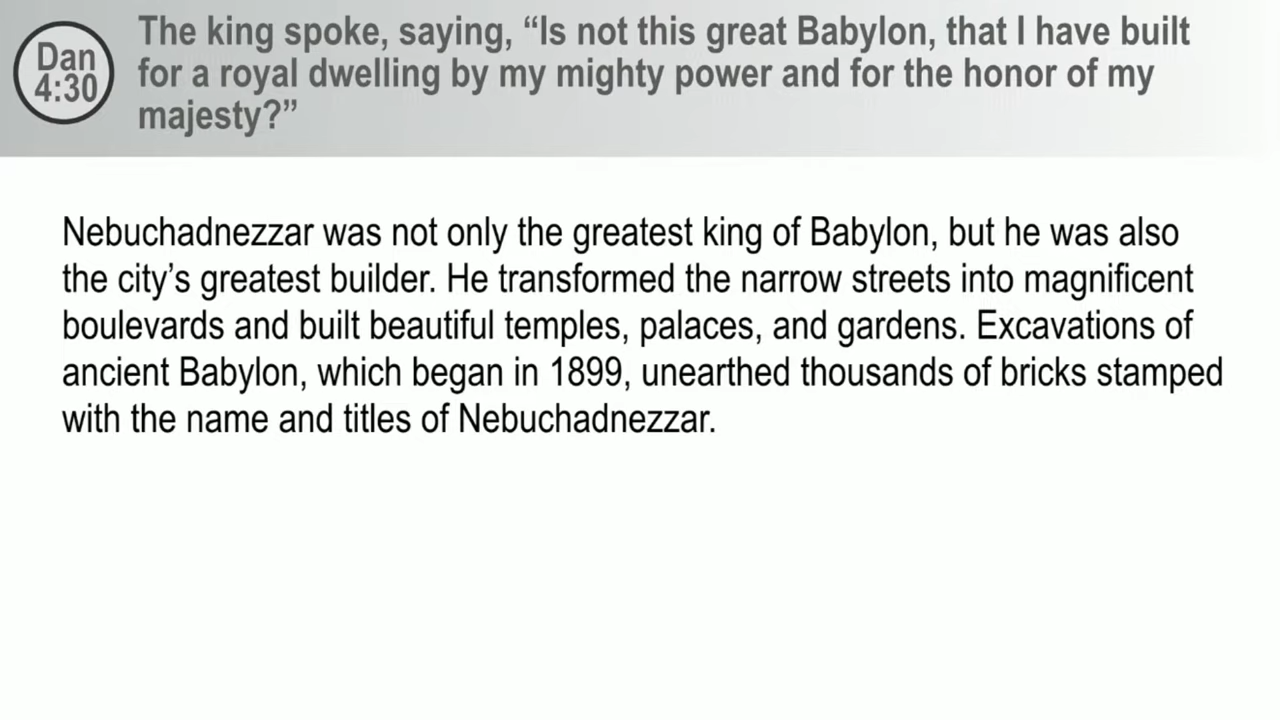 Dan
4:30
The king spoke, saying, “Is not this great Babylon, that I have built
for a royal dwelling by my mighty power and for the honor of my
majesty?”
Nebuchadnezzar was not only the greatest king of Babylon, but he was also
the city’s greatest builder. He transformed the narrow streets into magnificent
boulevards and built beautiful temples, palaces, and gardens. Excavations of
ancient Babylon, which began in 1899, unearthed thousands of bricks stamped
with the name and titles of Nebuchadnezzar.